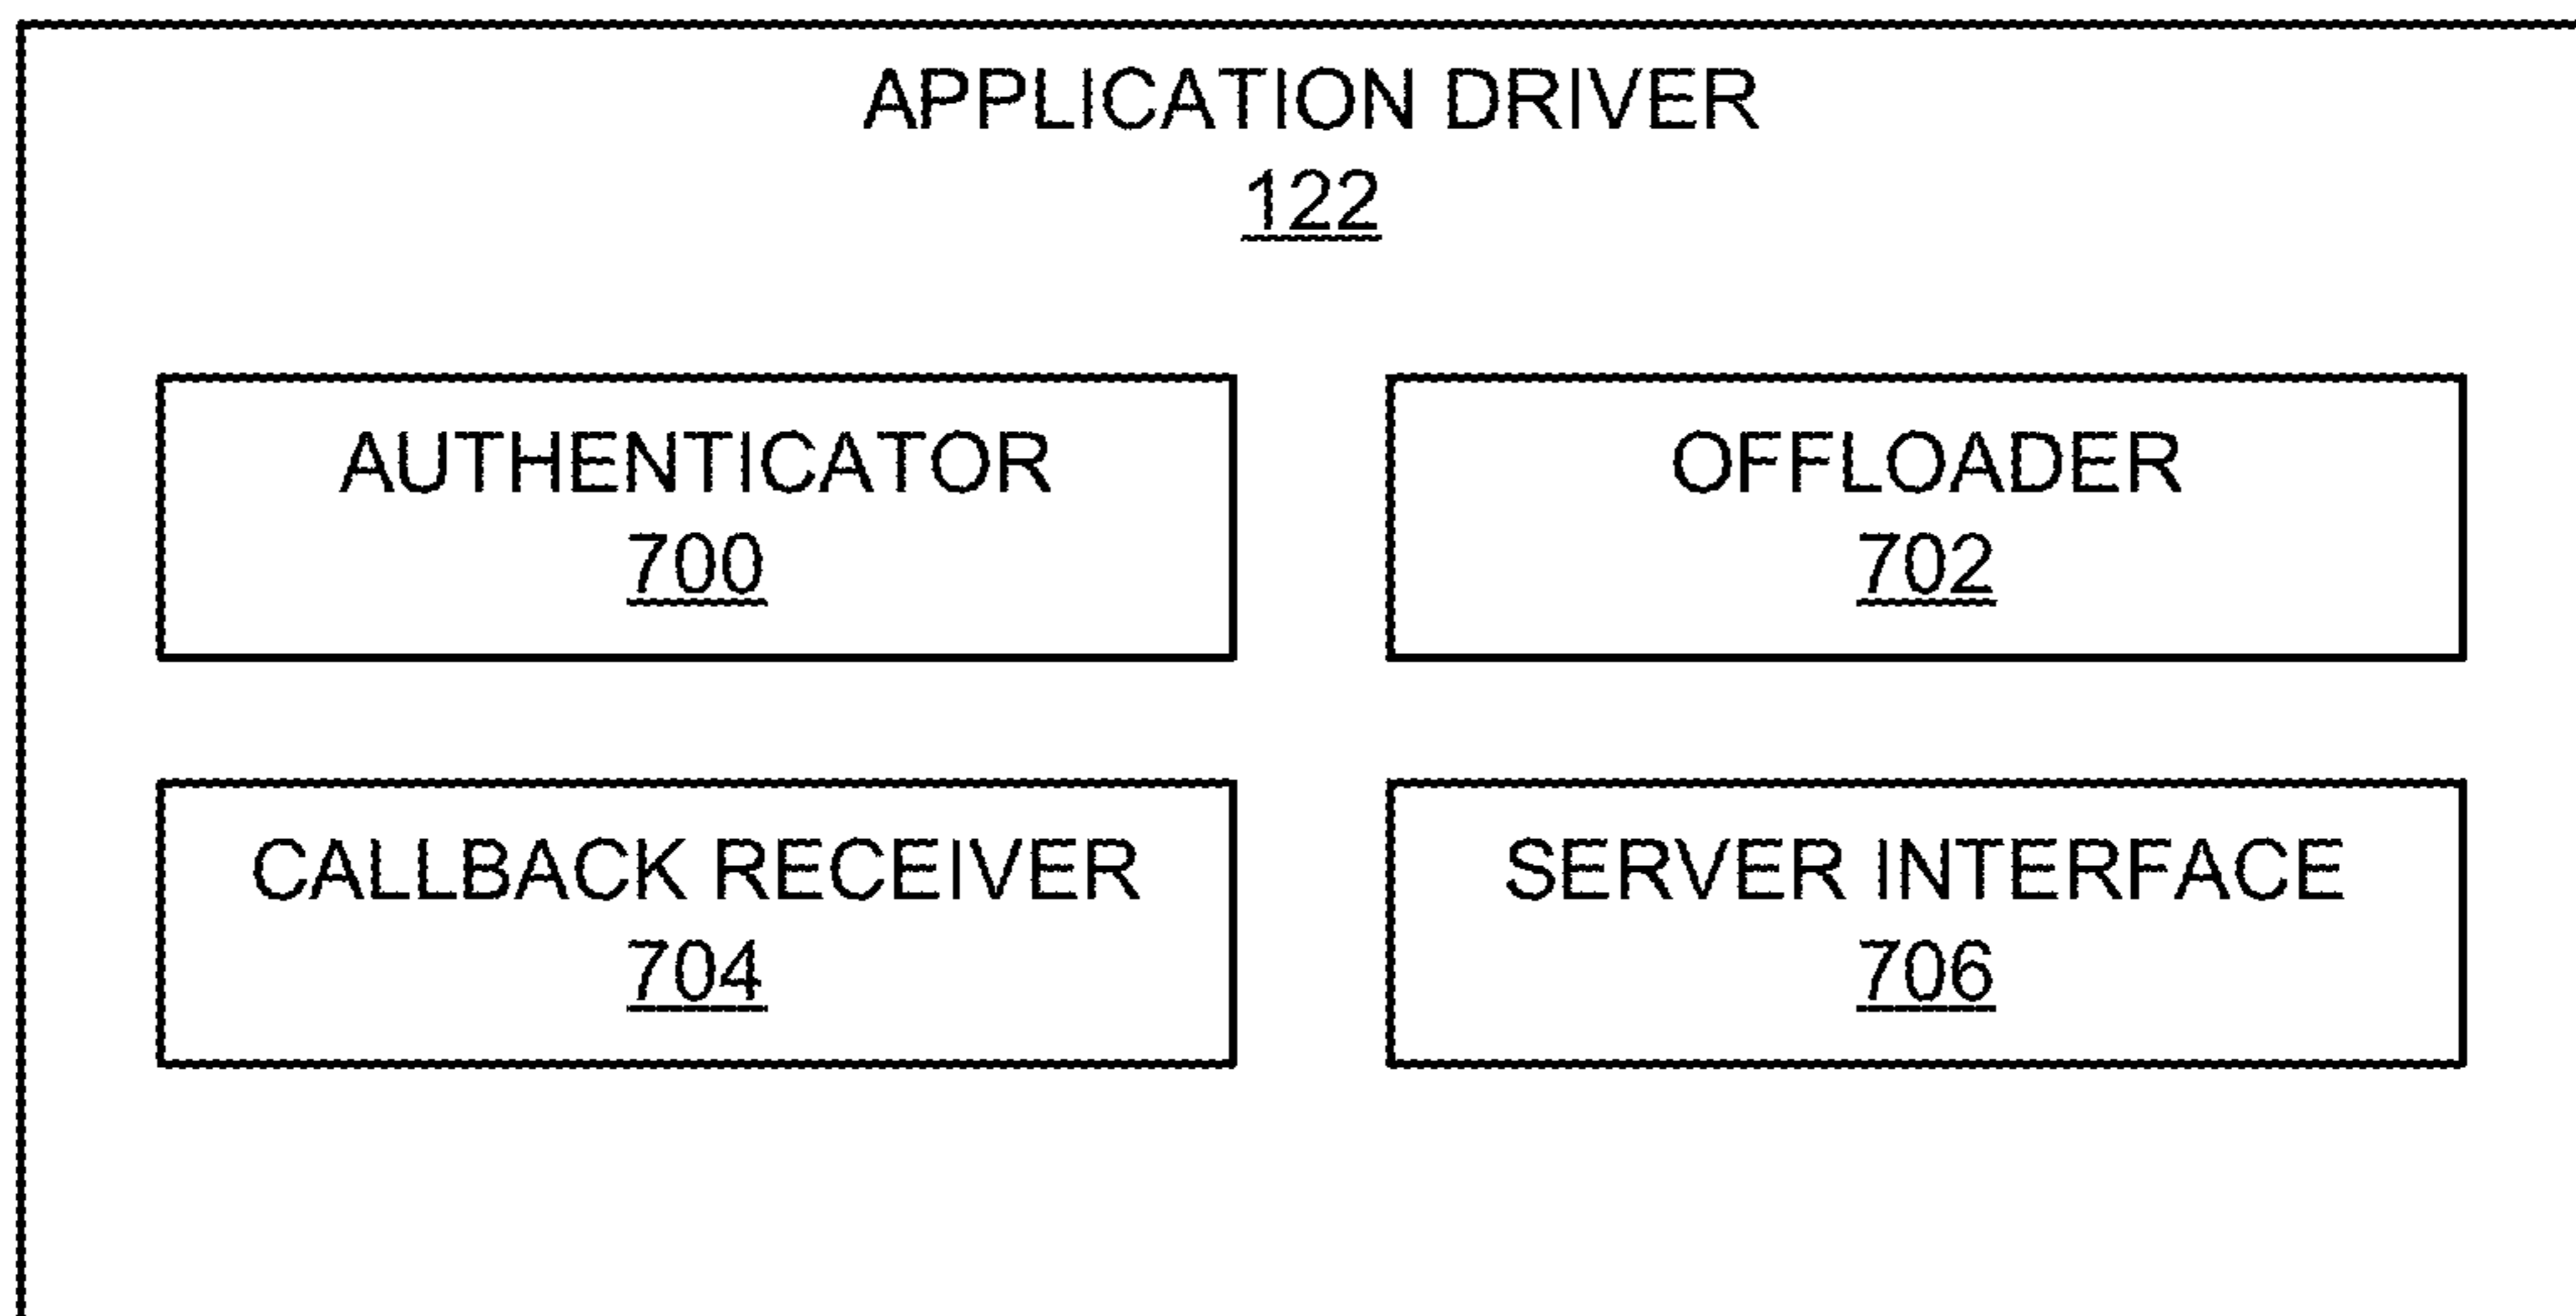 APPLICATION DRIVER
122
AUTHENTICATOR
700
OFFLOADER
702
CALLBACK RECEIVER
704
SERVER INTERFACE
706